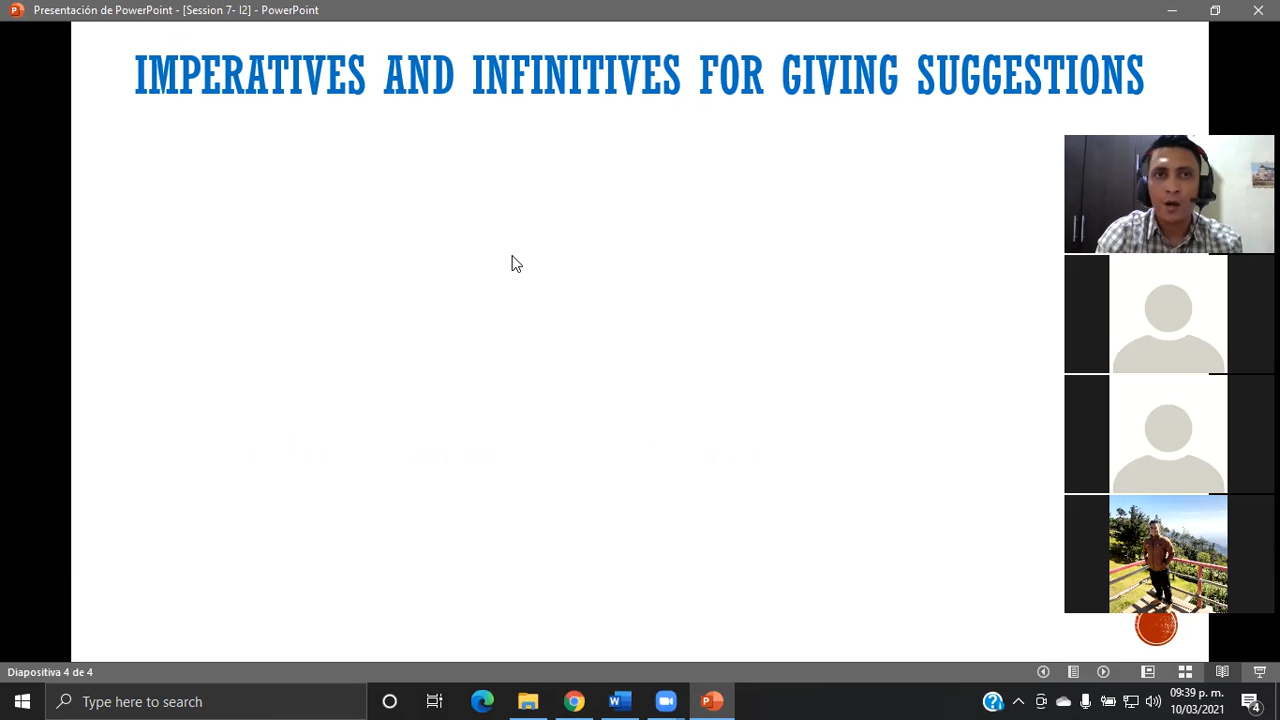 Presentación de PowerPoint - [Session 7- I2] - PowerPoint
IMPERATIVES AND INFINITIVES FOR GIVING SUGGESTIONS
Diapositiva 4 de 4
Type here to search
09:39 p. m.
10/03/2021
4